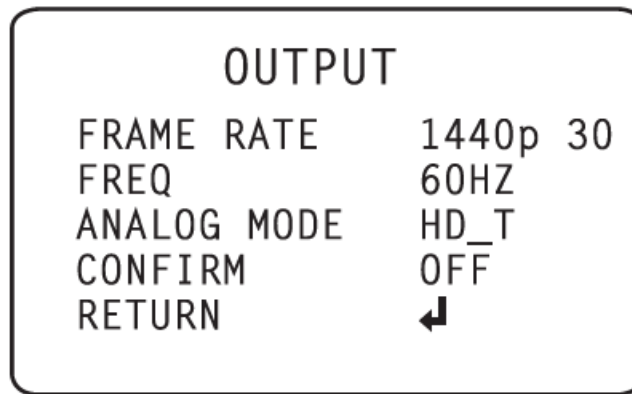 OUTPUT
FRAME RATE 1440p 30
FREQ 60HZ
ANALOG MODE HD_T
CONFIRM OFF
RETURN ↲